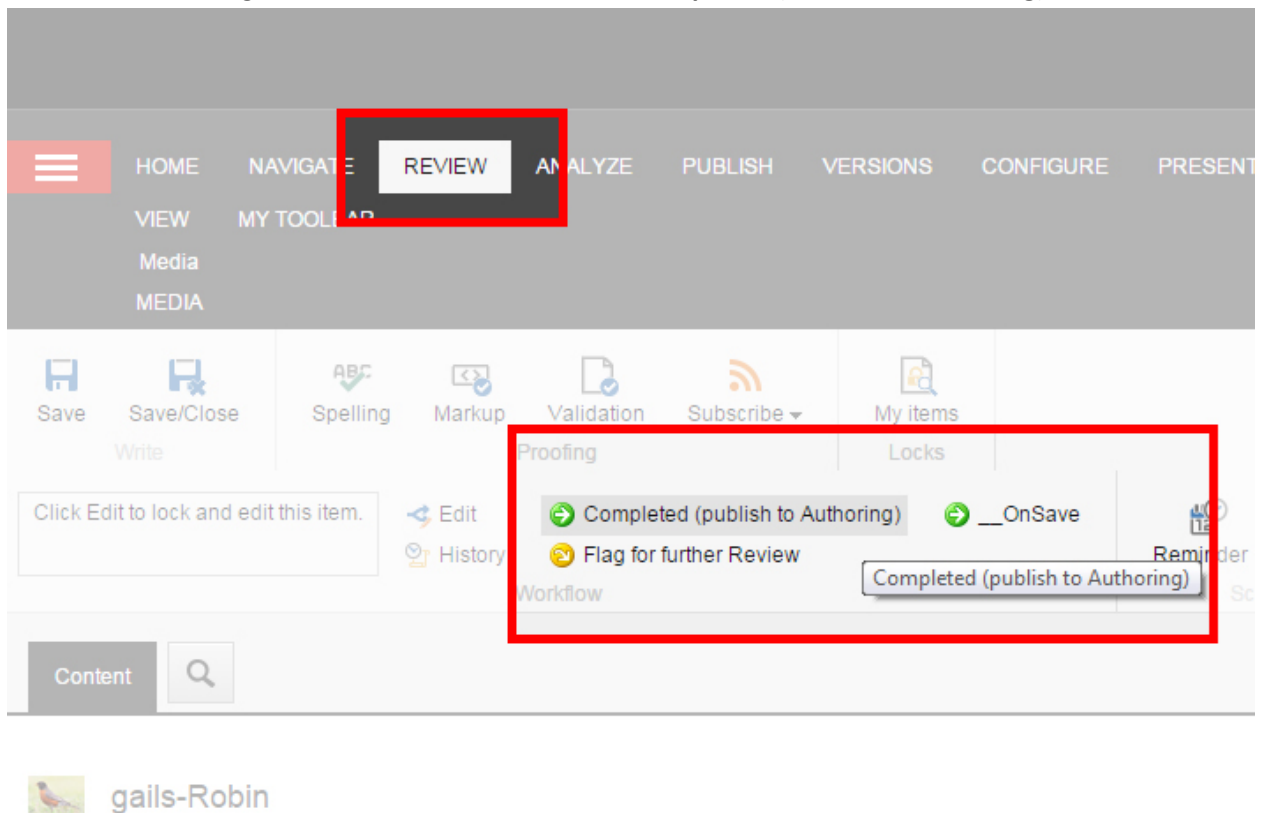 HOME NAVIGATE REVIEW ANALYZE PUBLISH VERSIONS CONFIGURE PRESENT
VIEW MY TOOLBAR
Media
MEDIA
ABC
Save Save/Close Spelling Markup Validation Subscribe My items
Write Proofing Locks
Click Edit to lock and edit this item. Edit Completed (publish to Authoring) __OnSave
History Flag for further Review Reminder
Completed (publish to Authoring)
Workflow Sc
Content
gails-Robin